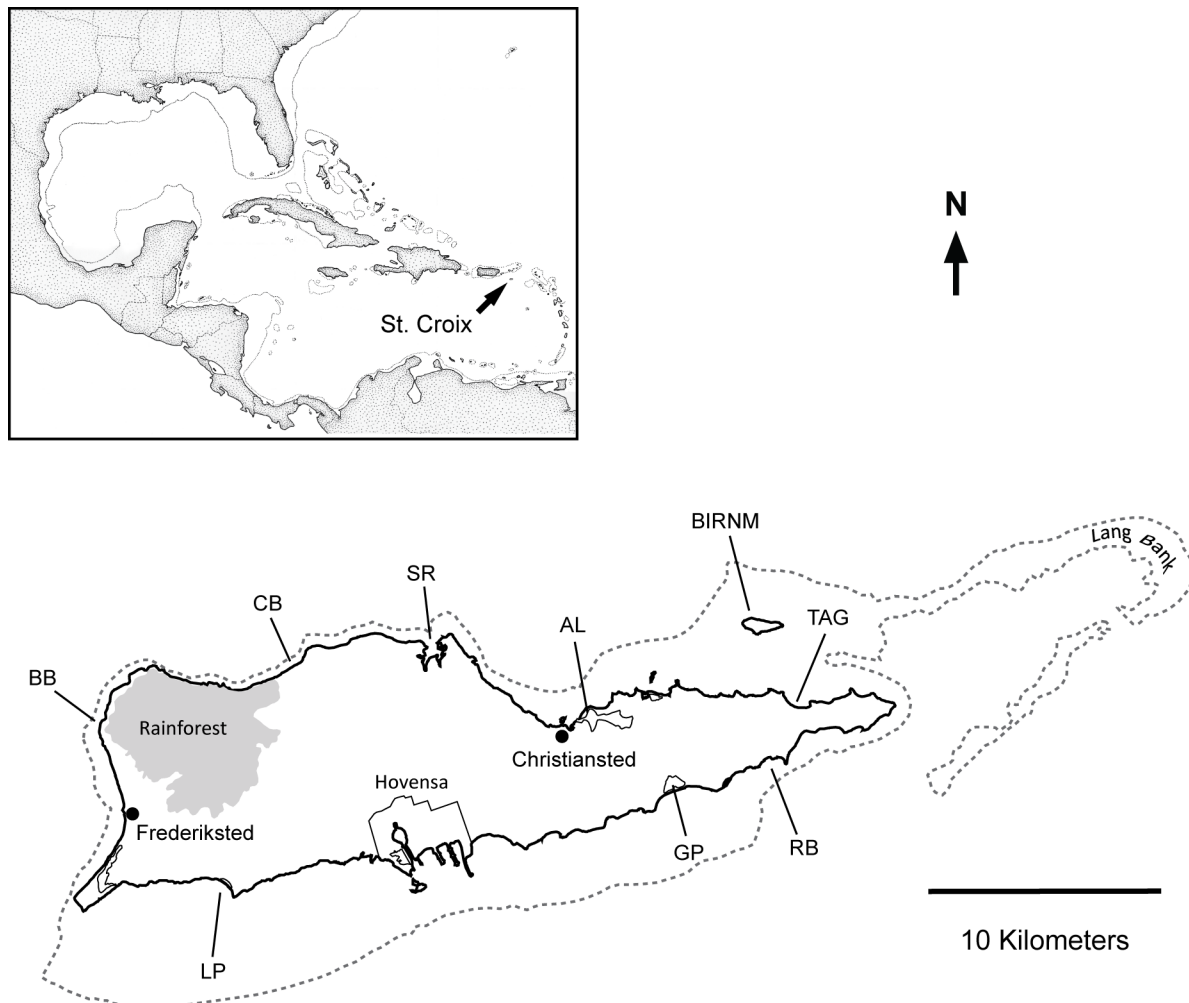 St. Croix
N
BIRNM
Lang Bank
SR
CB
AL
TAG
BB
Rainforest
Christiansted
Hovensa
Frederiksted
GP
RB
LP
10 Kilometers